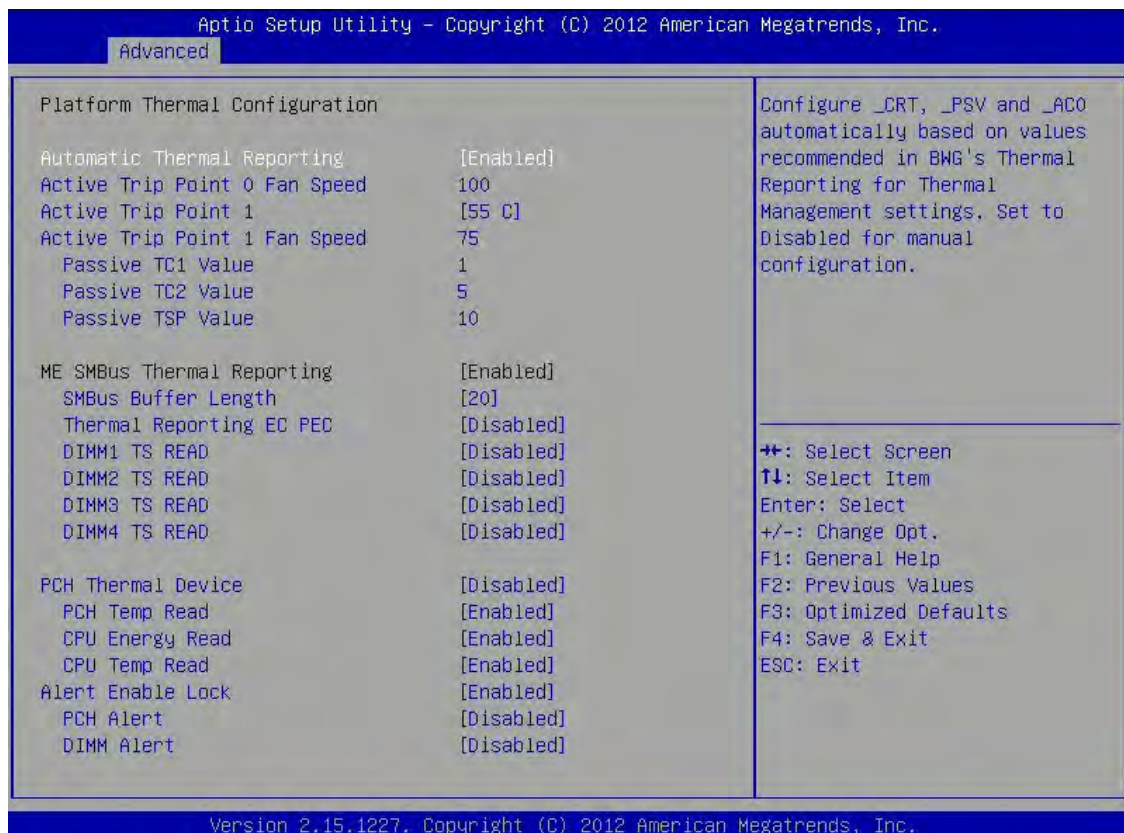 Aptio Setup Utility – Copyright (C) 2012 American Megatrends, Inc.
Advanced
Platform Thermal Configuration
Automatic Thermal Reporting [Enabled]
Active Trip Point 0 Fan Speed 100
Active Trip Point 1 [55 C]
Active Trip Point 1 Fan Speed 75
Passive TC1 Value 1
Passive TC2 Value 5
Passive TSP Value 10
ME SMBus Thermal Reporting [Enabled]
SMBus Buffer Length [20]
Thermal Reporting EC PEC [Disabled]
DIMM1 TS READ [Disabled]
DIMM2 TS READ [Disabled]
DIMM3 TS READ [Disabled]
DIMM4 TS READ [Disabled]
PCH Thermal Device [Disabled]
PCH Temp Read [Enabled]
CPU Energy Read [Enabled]
CPU Temp Read [Enabled]
Alert Enable Lock [Enabled]
PCH Alert [Disabled]
DIMM Alert [Disabled]
Configure _CRT, _PSV and _AC0
automatically based on values
recommended in BWG's Thermal
Reporting for Thermal
Management settings. Set to
Disabled for manual
configuration.
→←: Select Screen
↑↓: Select Item
Enter: Select
+/-: Change Opt.
F1: General Help
F2: Previous Values
F3: Optimized Defaults
F4: Save & Exit
ESC: Exit
Version 2.15.1227. Copyright (C) 2012 American Megatrends, Inc.